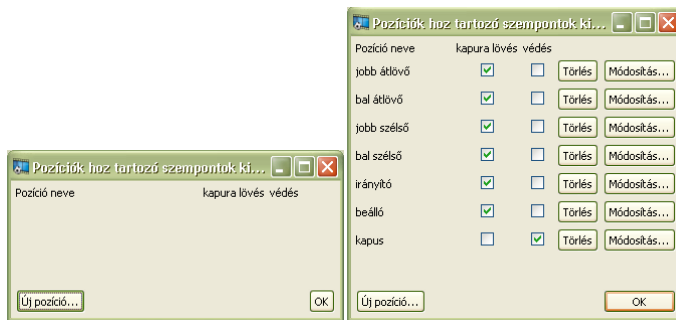 Pozíciók hoz tartozó szempontok ki...
Pozíció neve kapura lövés védés
Új pozíció... OK
Pozíciók hoz tartozó szempontok ki...
Pozíció neve kapura lövés védés
jobb átlövő Törlés Módosítás...
bal átlövő Törlés Módosítás...
jobb szélső Törlés Módosítás...
bal szélső Törlés Módosítás...
irányító Törlés Módosítás...
beálló Törlés Módosítás...
kapus Törlés Módosítás...
Új pozíció... OK